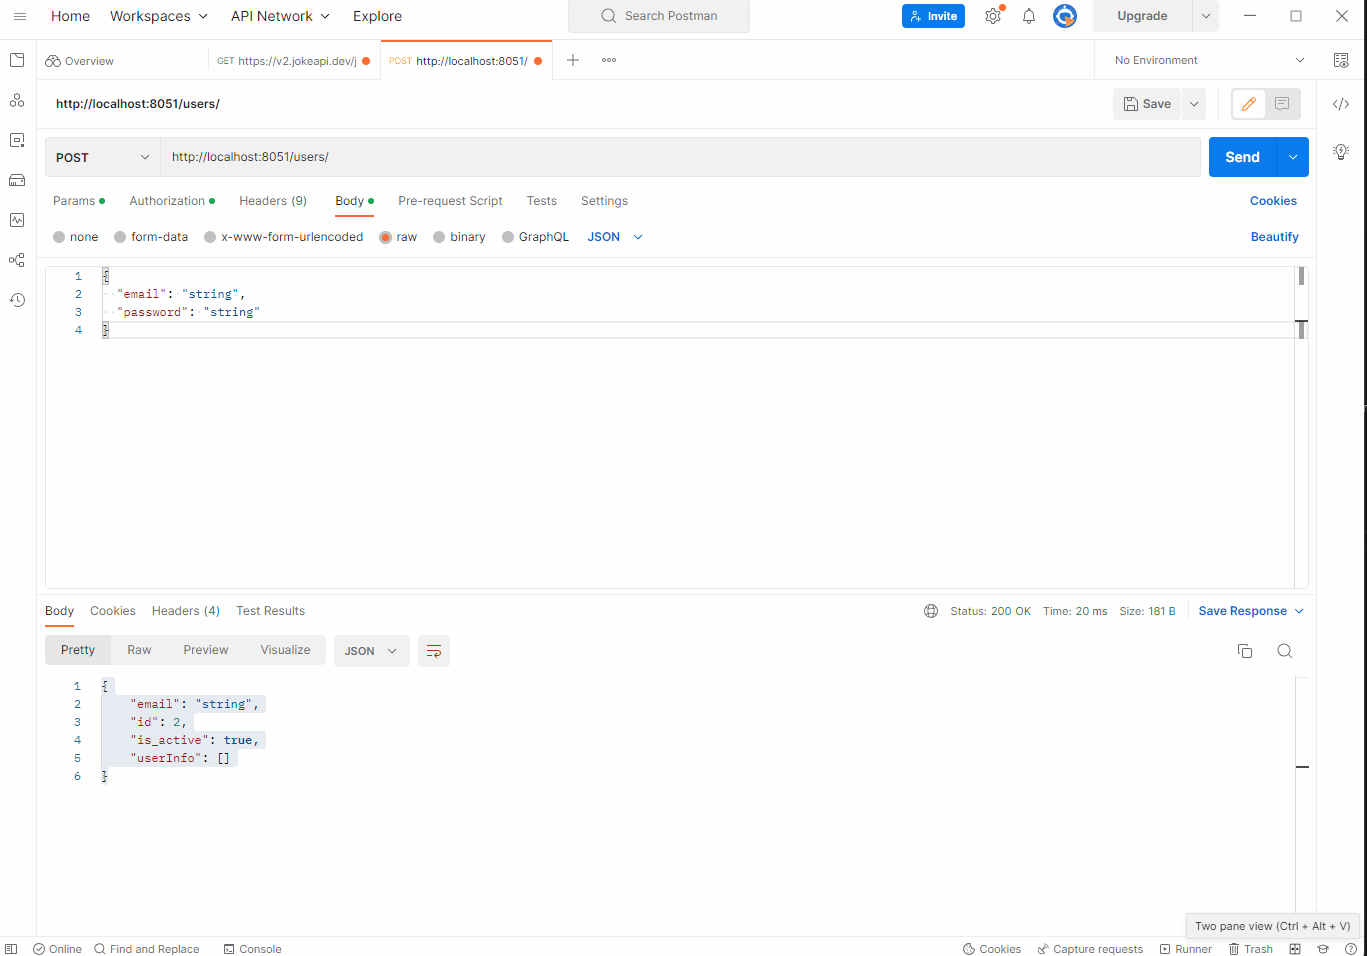 Home Workspaces API Network Explore Search Postman Invite Upgrade
Overview GET https://v2.jokeapi.dev/j POST http://localhost:8051/ No Environment
http://localhost:8051/users/ Save
POST http://localhost:8051/users/ Send
Params Authorization Headers (9) Body Pre-request Script Tests Settings Cookies
none form-data x-www-form-urlencoded raw binary GraphQL JSON Beautify
1 {
2 "email": "string",
3 "password": "string"
4 }
Body Cookies Headers (4) Test Results Status: 200 OK Time: 20 ms Size: 181 B Save Response
Pretty Raw Preview Visualize JSON
1 {
2 "email": "string",
3 "id": 2,
4 "is_active": true,
5 "userInfo": []
6 }
Two pane view (Ctrl + Alt + V)
Online Find and Replace Console Cookies Capture requests Runner Trash